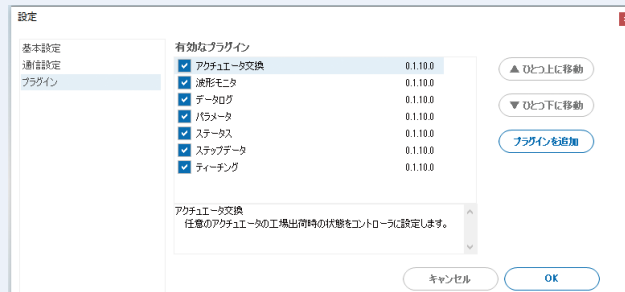 設定
基本設定
通信設定
プラグイン
有効なプラグイン
アクチュエータ交換 0.1.10.0
波形モニタ 0.1.10.0
データログ 0.1.10.0
パラメータ 0.1.10.0
ステータス 0.1.10.0
ステップデータ 0.1.10.0
ティーチング 0.1.10.0
▲ ひとつ上に移動
▼ ひとつ下に移動
プラグインを追加
アクチュエータ交換
任意のアクチュエータの工場出荷時の状態をコントローラに設定します。
キャンセル
OK